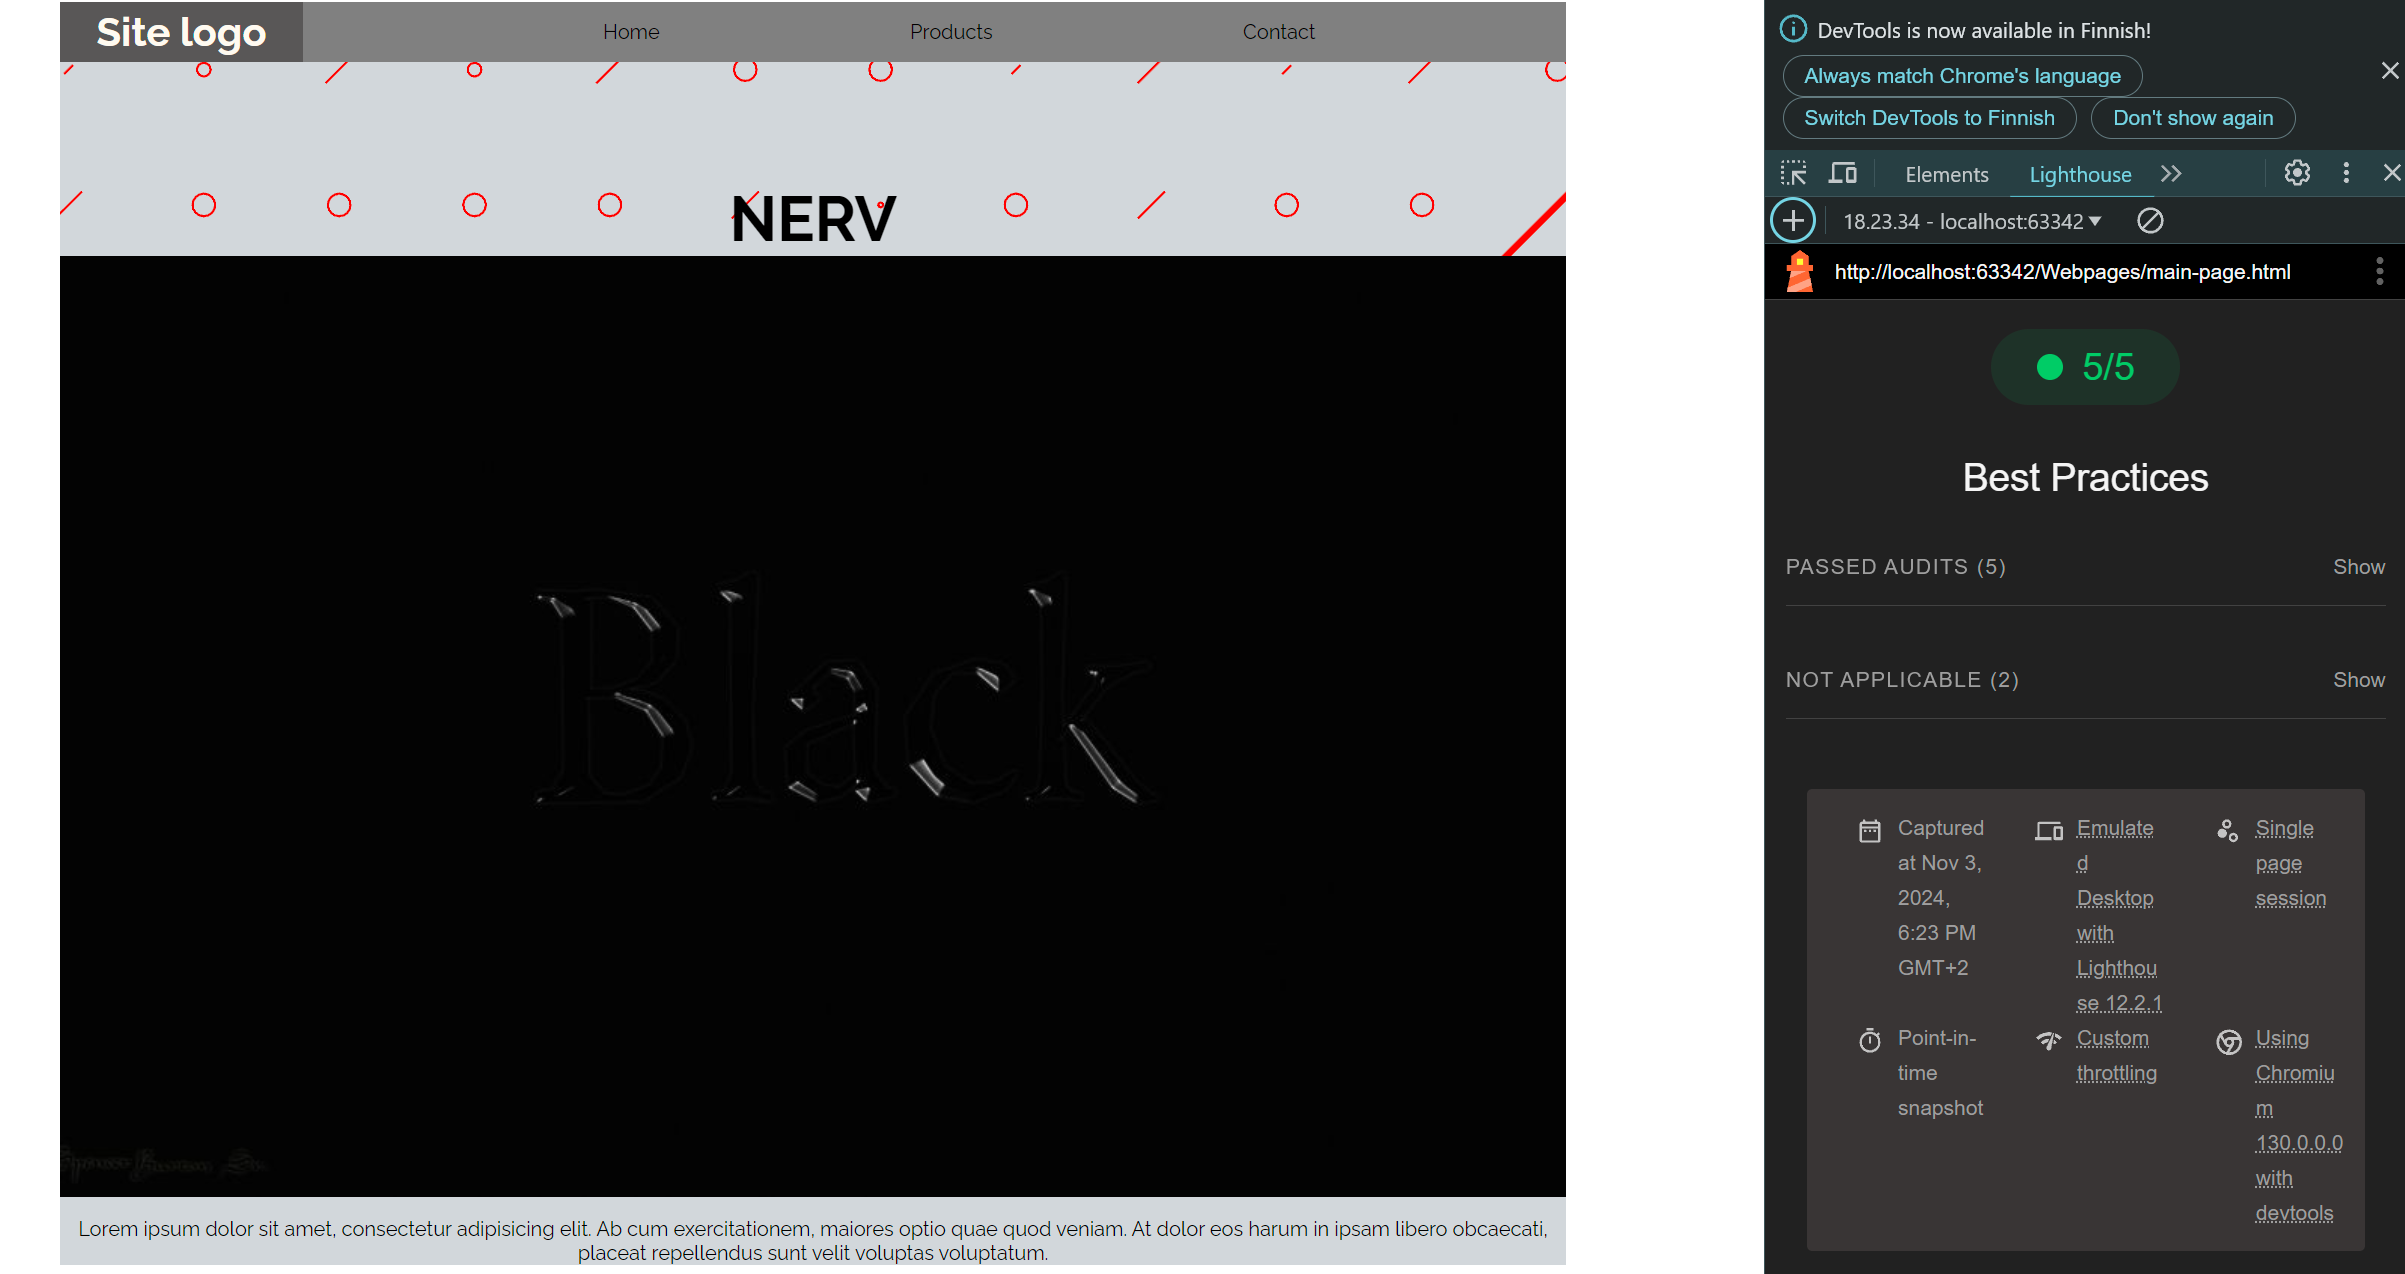 Site logo
Home
Products
Contact
NERV
Black
Lorem ipsum dolor sit amet, consectetur adipisicing elit. Ab cum exercitationem, maiores optio quae quod veniam. At dolor eos harum in ipsam libero obcaecati,
placeat repellendus sunt velit voluptas voluptatum.
DevTools is now available in Finnish!
Always match Chrome's language
Switch DevTools to Finnish
Don't show again
Elements
Lighthouse
18.23.34 - localhost:63342
http://localhost:63342/Webpages/main-page.html
5/5
Best Practices
PASSED AUDITS (5)
Show
NOT APPLICABLE (2)
Show
Captured
at Nov 3,
2024,
6:23 PM
GMT+2
Emulate
d
Desktop
with
Lighthou
se 12.2.1
Single
page
session
Point-in-
time
snapshot
Custom
throttling
Using
Chromiu
m
130.0.0.0
with
devtools